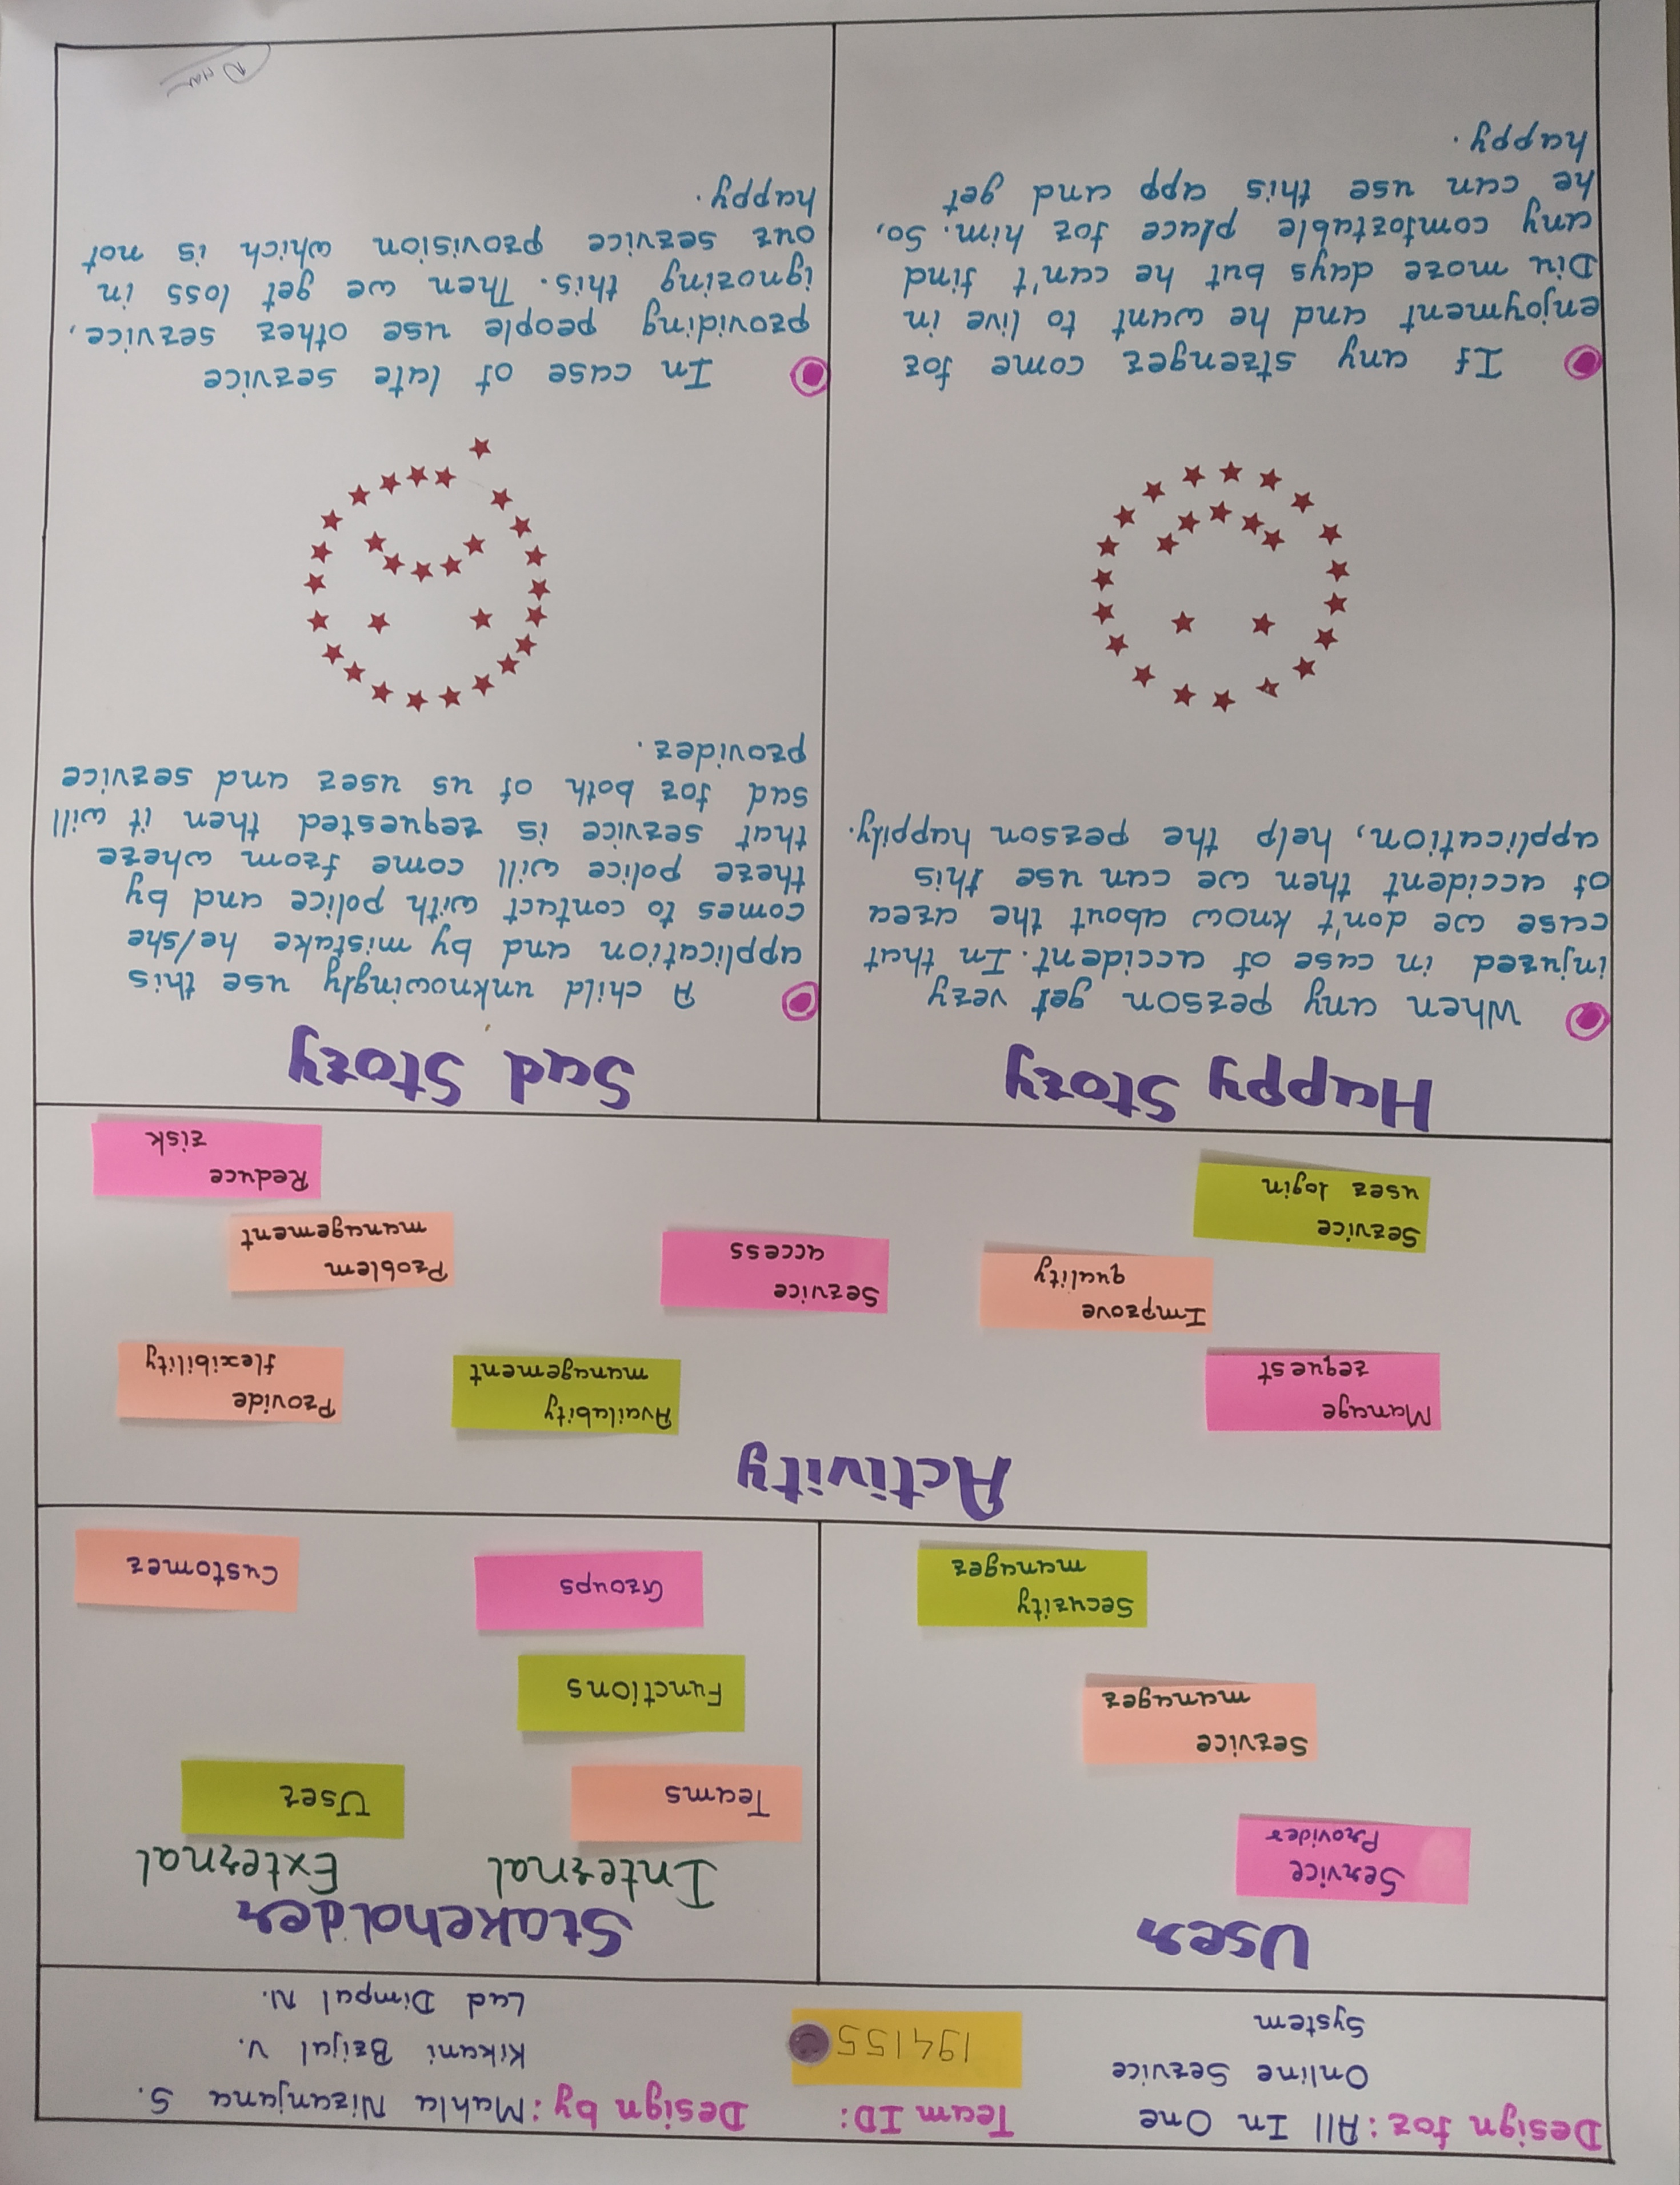 Design for: All In One
Online Service
System
Team ID:
194155
Design by: Mahla Niranjana S.
Kikani Brijal V.
Lad Dimpal N.
User
Service
Provider
Service
manager
Security
manager
Stakeholder
Internal
External
Teams
User
Functions
Groups
Customer
Activity
Manage
request
Availabity
management
Provide
flexibility
Improve
quality
Service
access
Problem
management
Service
user login
Reduce
risk
Happy Story
When any person get very
injured in case of accident. In that
case we don't know about the area
of accident then we can use this
application, help the person happily.
If any strenger come for
enjoyment and he want to live in
Diu more days but he can't find
any comfortable place for him. So,
he can use this app and get
happy.
Sad Story
A child unknowingly use this
application and by mistake he/she
comes to contact with police and by
there police will come from where
that service is requested then it will
sad for both of us user and service
provider.
In case of late service
providing people use other service,
ignoring this. Then we get loss in
our service provision which is not
happy.